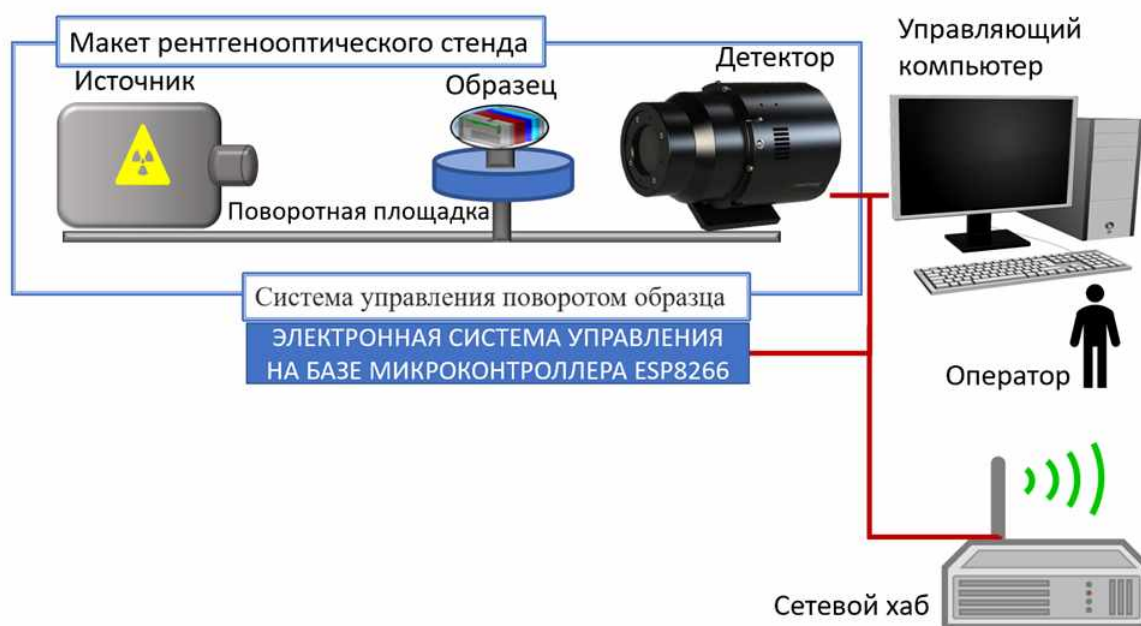 Макет рентгенооптического стенда
Источник
Образец
Детектор
Управляющий
компьютер
Поворотная площадка
Система управления поворотом образца
ЭЛЕКТРОННАЯ СИСТЕМА УПРАВЛЕНИЯ
НА БАЗЕ МИКРОКОНТРОЛЛЕРА ESP8266
Оператор
Сетевой хаб